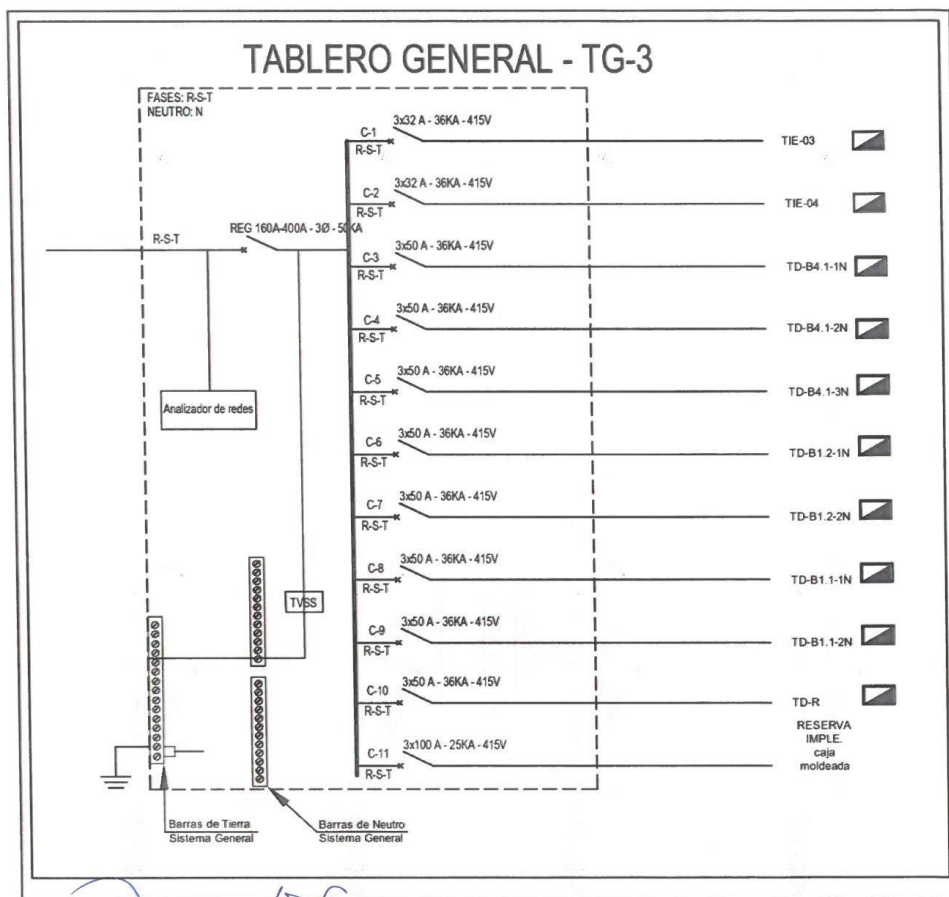 TABLERO GENERAL - TG-3
FASES: R-S-T
NEUTRO: N
R-S-T
REG 160A-400A - 3Ø - 50KA
Analizador de redes
TVSS
C-1
R-S-T
3x32 A - 36KA - 415V
TIE-03
C-2
R-S-T
3x32 A - 36KA - 415V
TIE-04
C-3
R-S-T
3x50 A - 36KA - 415V
TD-B4.1-1N
C-4
R-S-T
3x50 A - 36KA - 415V
TD-B4.1-2N
C-5
R-S-T
3x50 A - 36KA - 415V
TD-B4.1-3N
C-6
R-S-T
3x50 A - 36KA - 415V
TD-B1.2-1N
C-7
R-S-T
3x50 A - 36KA - 415V
TD-B1.2-2N
C-8
R-S-T
3x50 A - 36KA - 415V
TD-B1.1-1N
C-9
R-S-T
3x50 A - 36KA - 415V
TD-B1.1-2N
C-10
R-S-T
3x50 A - 36KA - 415V
TD-R
C-11
R-S-T
3x100 A - 25KA - 415V
RESERVA
IMPLE.
caja
moldeada
Barras de Tierra
Sistema General
Barras de Neutro
Sistema General